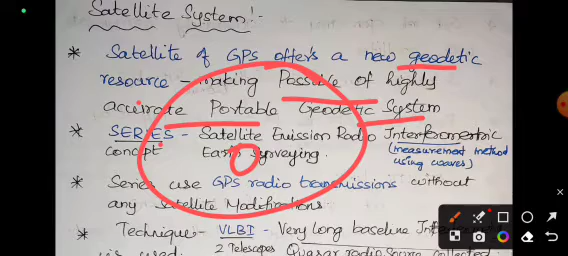 Satellite System!-
* Satellite of GPS offers a new geodetic
resource - making Possible of highly
accurate Portable Geodetic System
* SERIES - Satellite Emission Radio Interferometric
concept Earth Surveying. (measurement method
using waves)
* Series use GPS radio transmissions without
any Satellite Modifications.
* Technique - VLBI - Very Long baseline
is used. 2 Telescopes Quasar radio Source Collected